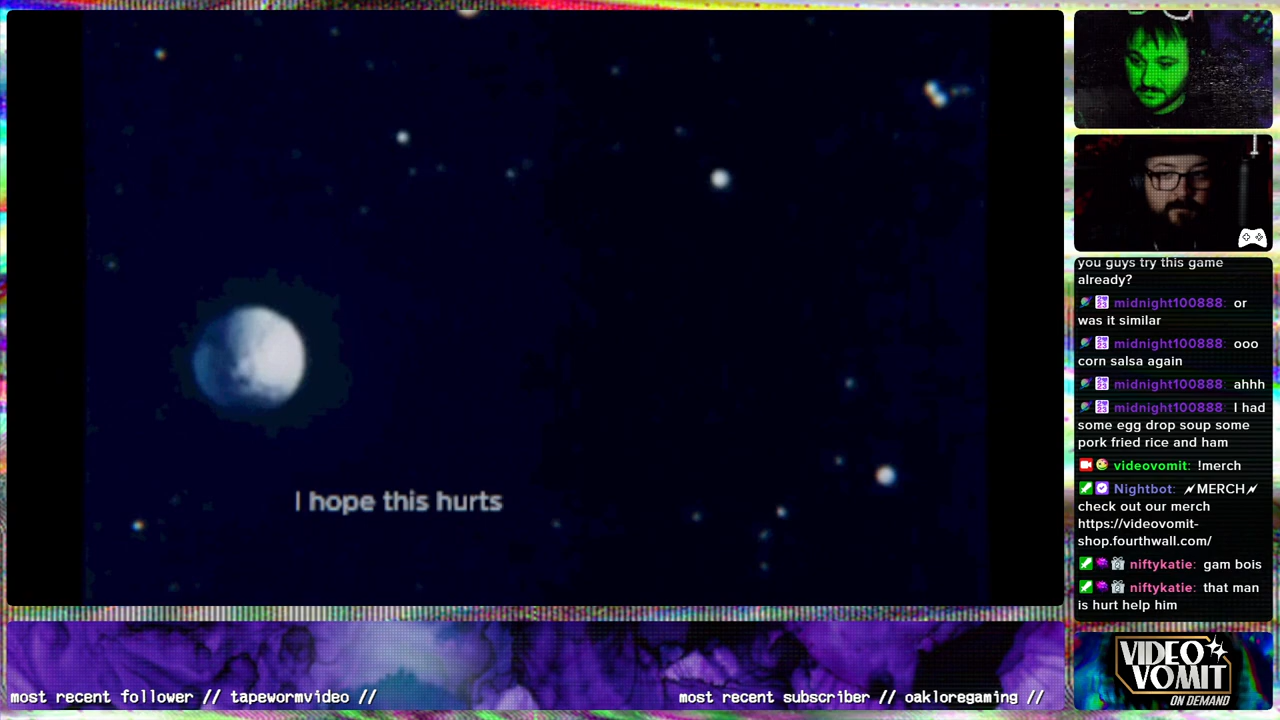 I hope this hurts
you guys try this game
already?
midnight100888: or
was it similar
midnight100888: ooo
corn salsa again
midnight100888: ahhh
midnight100888: I had
some egg drop soup some
pork fried rice and ham
videovomit: !merch
Nightbot: ⚡MERCH⚡
check out our merch
https://videovomit-
shop.fourthwall.com/
niftykatie: gam bois
niftykatie: that man
is hurt help him
most recent follower // tapewormvideo //
most recent subscriber // oakloregaming //
VIDEO
VOMIT
ON DEMAND